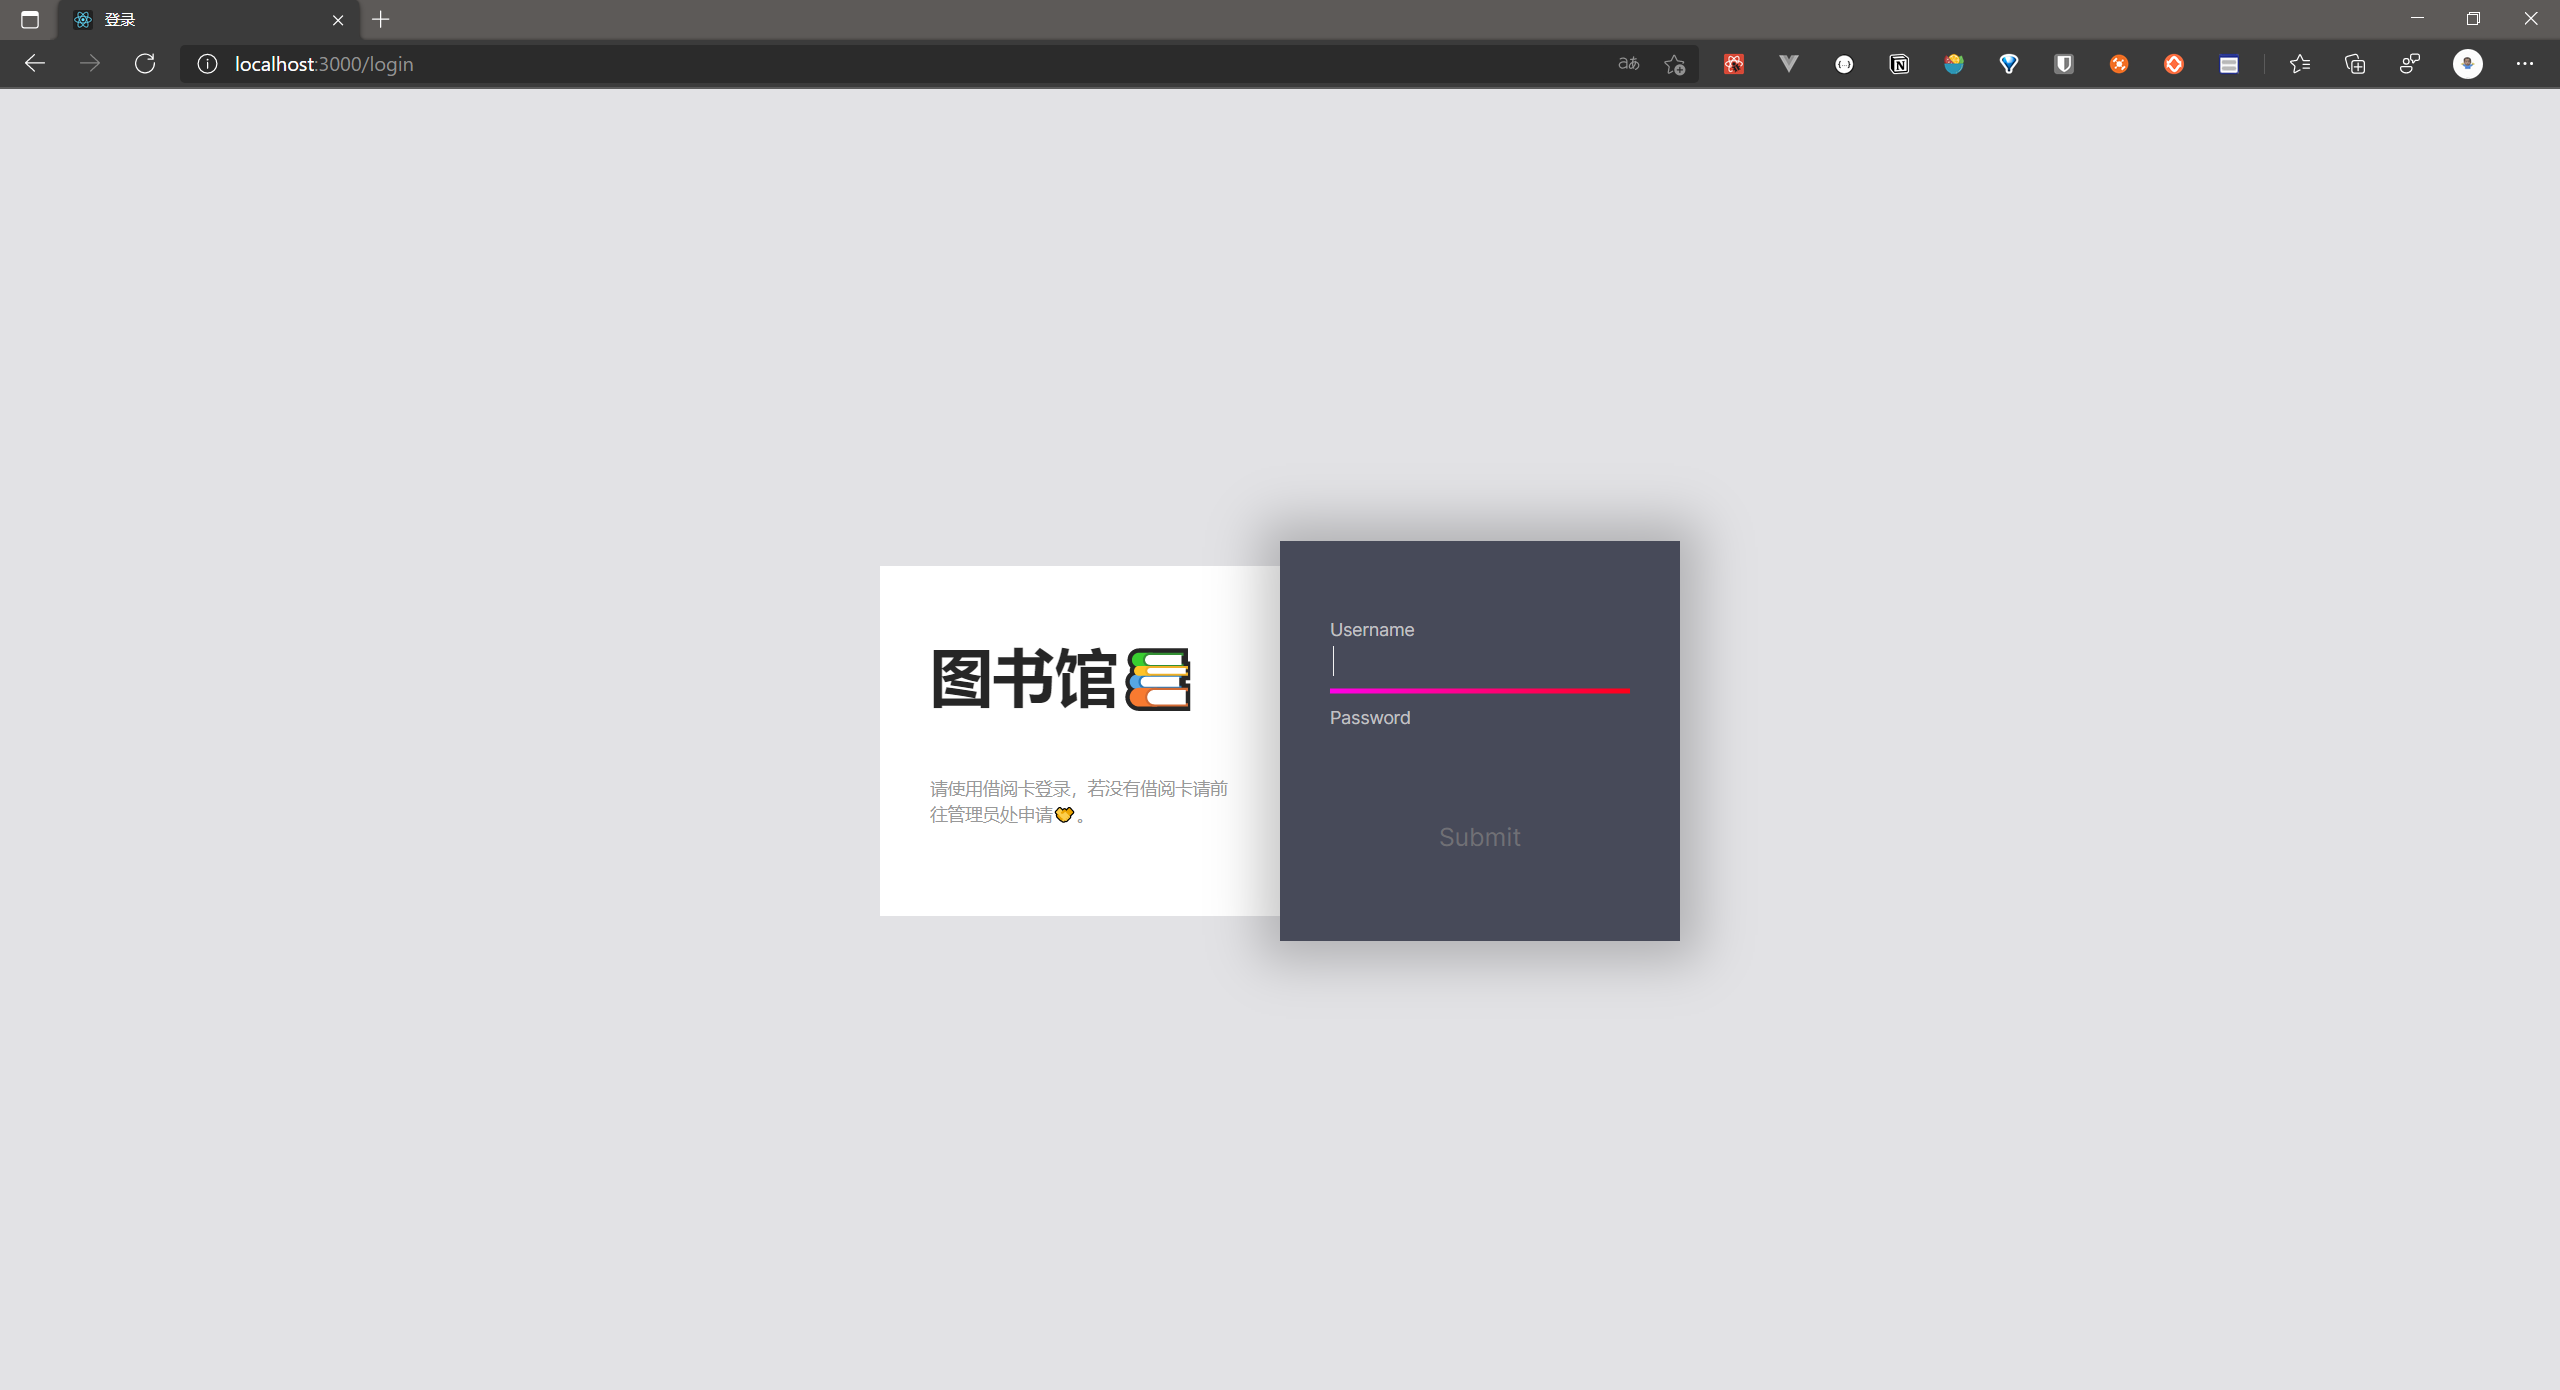 登录
localhost:3000/login
图书馆📚
请使用借阅卡登录，若没有借阅卡请前
往管理员处申请🤝。
Username
Password
Submit